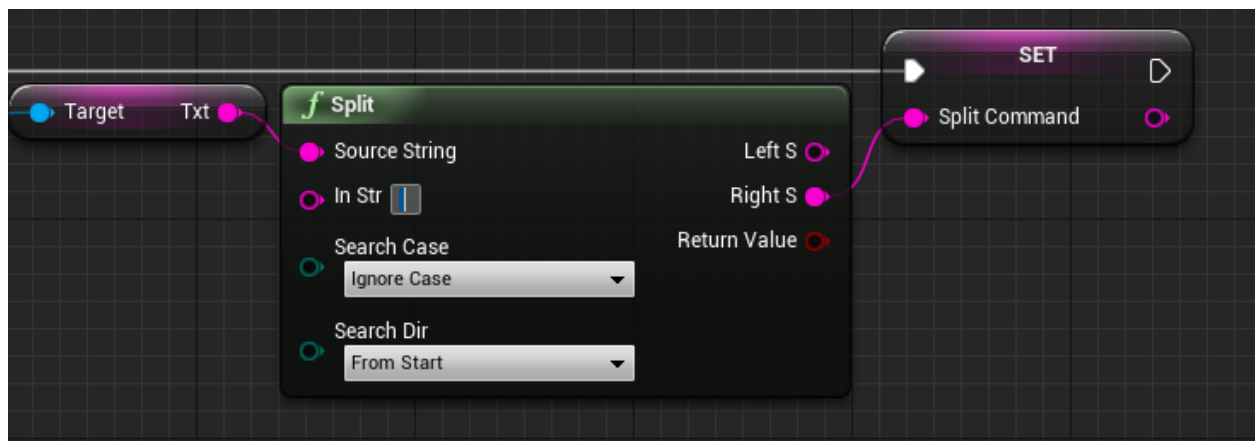 SET
Target Txt
f Split
Split Command
Source String Left S
In Str Right S
Search Case Return Value
Ignore Case
Search Dir
From Start